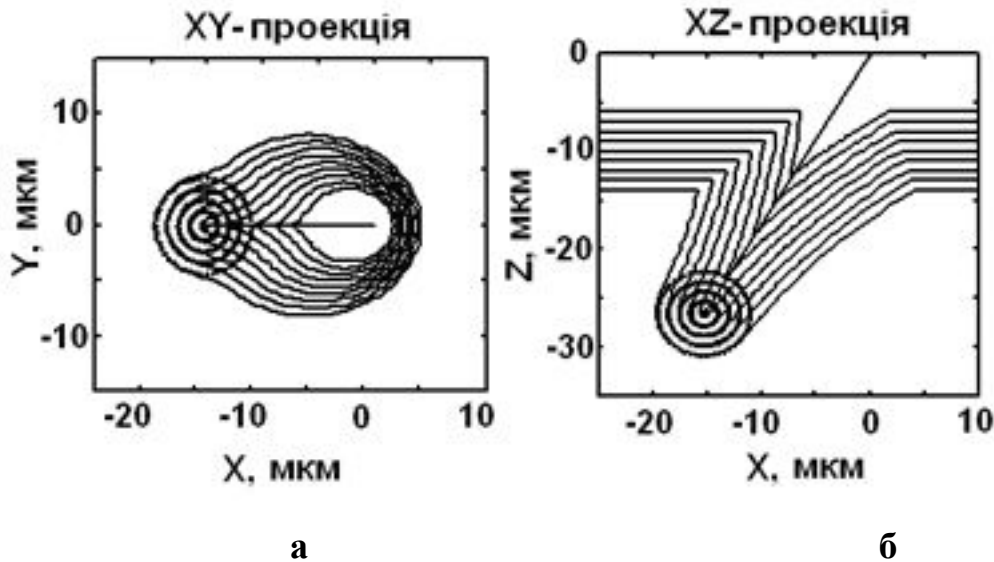 XY- проекція
10
0
-10
Y, мкм
-20 -10 0 10
X, мкм
а
XZ- проекція
0
-10
-20
-30
Z, мкм
-20 -10 0 10
X, мкм
б